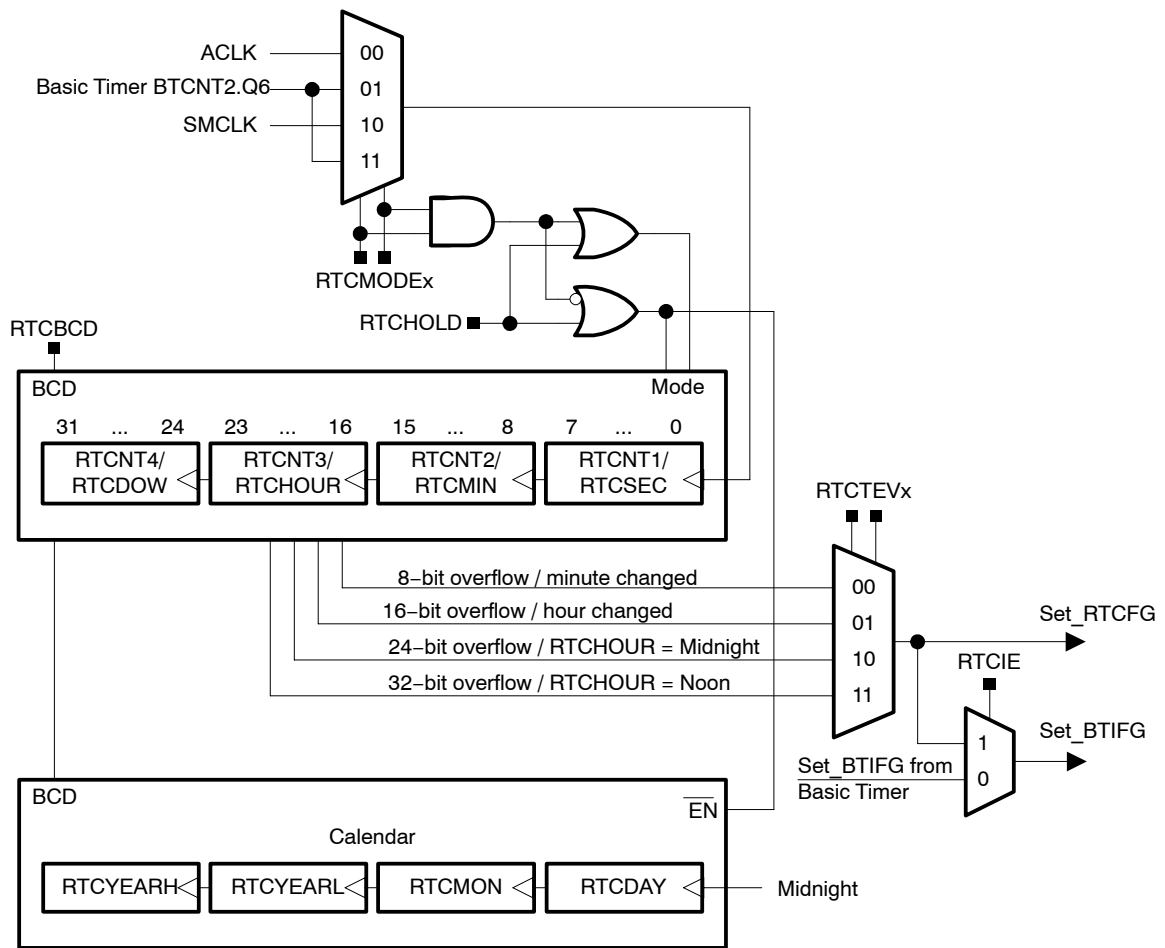 ACLK
00
Basic Timer BTCNT2.Q6
01
SMCLK
10
11
RTCMODEx
RTCHOLD
RTCBCD
BCD
Mode
31 ... 24 23 ... 16 15 ... 8 7 ... 0
RTCNT4/
RTCDOW
RTCNT3/
RTCHOUR
RTCNT2/
RTCMIN
RTCNT1/
RTCSEC
RTCTEVx
8−bit overflow / minute changed
00
16−bit overflow / hour changed
01
24−bit overflow / RTCHOUR = Midnight
10
32−bit overflow / RTCHOUR = Noon
11
Set_RTCFG
RTCIE
1
0
Set_BTIFG
Set_BTIFG from
Basic Timer
BCD
EN
Calendar
RTCYEARH
RTCYEARL
RTCMON
RTCDAY
Midnight